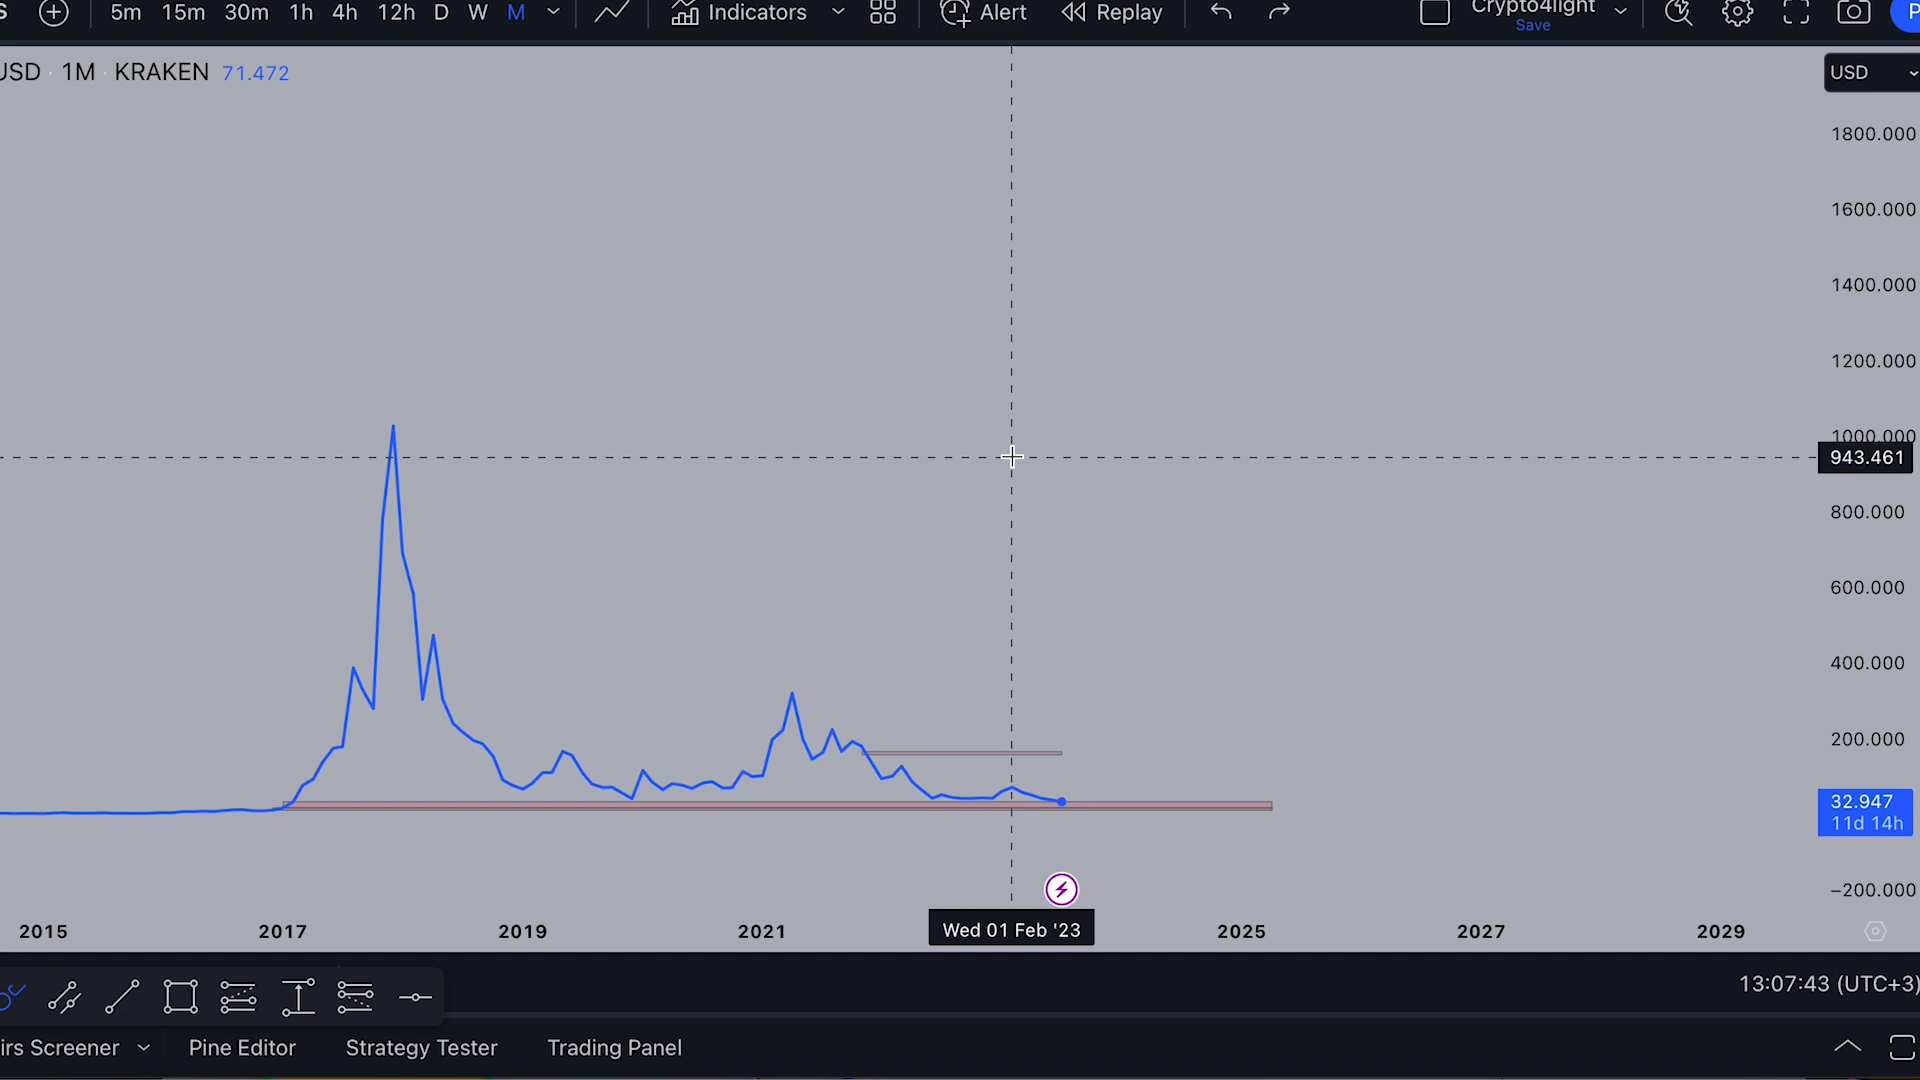 5m 15m 30m 1h 4h 12h D W M Indicators Alert Replay Crypto4light
Save
USD · 1M · KRAKEN 71.472
USD
1800.000
1600.000
1400.000
1200.000
1000.000
943.461
800.000
600.000
400.000
200.000
32.947
11d 14h
−200.000
2015 2017 2019 2021 Wed 01 Feb '23 2025 2027 2029
13:07:43 (UTC+3)
irs Screener Pine Editor Strategy Tester Trading Panel